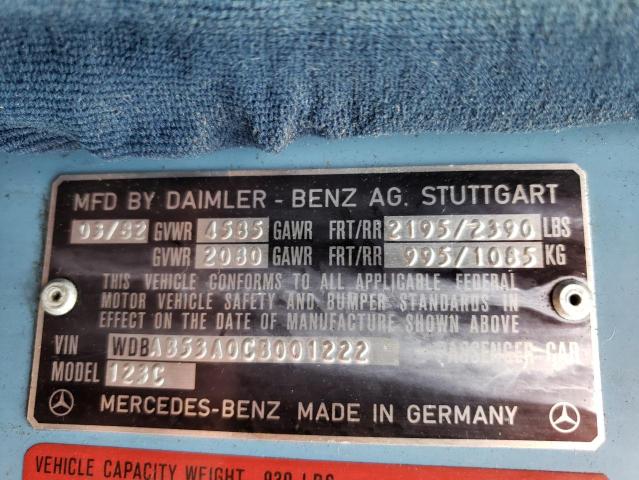 MFD BY DAIMLER - BENZ AG. STUTTGART
03/82 GVWR 4585 GAWR FRT/RR 2195/2390 LBS
GVWR 2080 GAWR FRT/RR 995/1085 KG
THIS VEHICLE CONFORMS TO ALL APPLICABLE FEDERAL
MOTOR VEHICLE SAFETY AND BUMPER STANDARDS IN
EFFECT ON THE DATE OF MANUFACTURE SHOWN ABOVE
VIN WDBAB53A0CB001222 PASSENGER CAR
MODEL 123C
MERCEDES-BENZ MADE IN GERMANY
VEHICLE CAPACITY WEIGHT 930 LBS